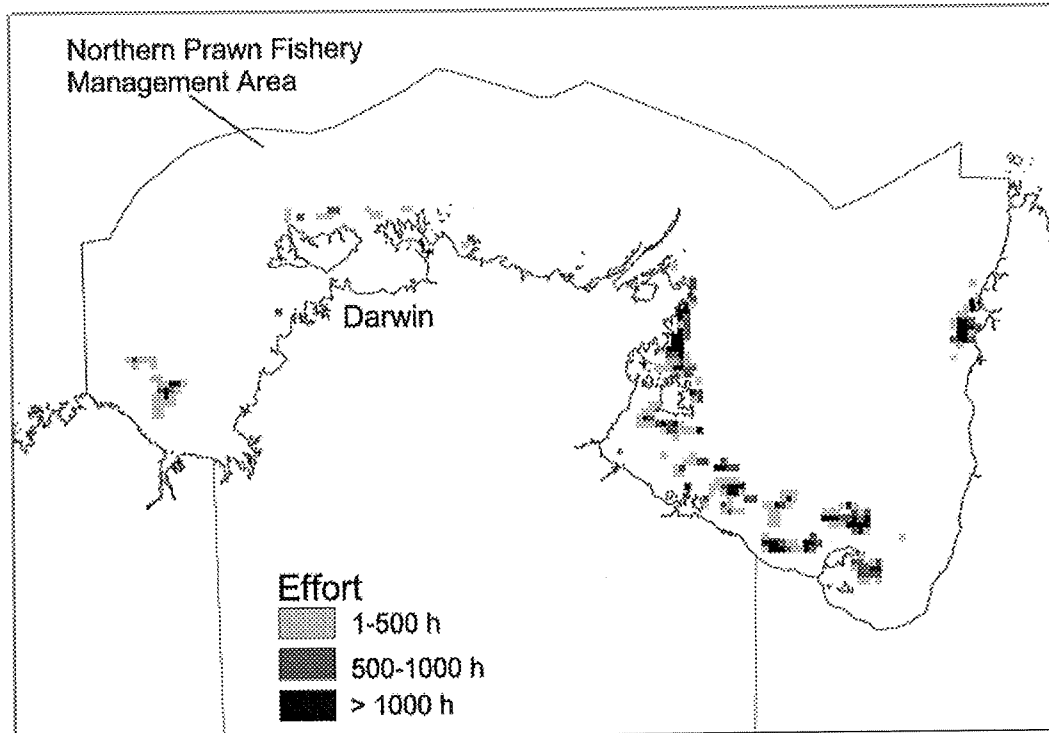 Northern Prawn Fishery
Management Area
Darwin
Effort
1-500 h
500-1000 h
> 1000 h